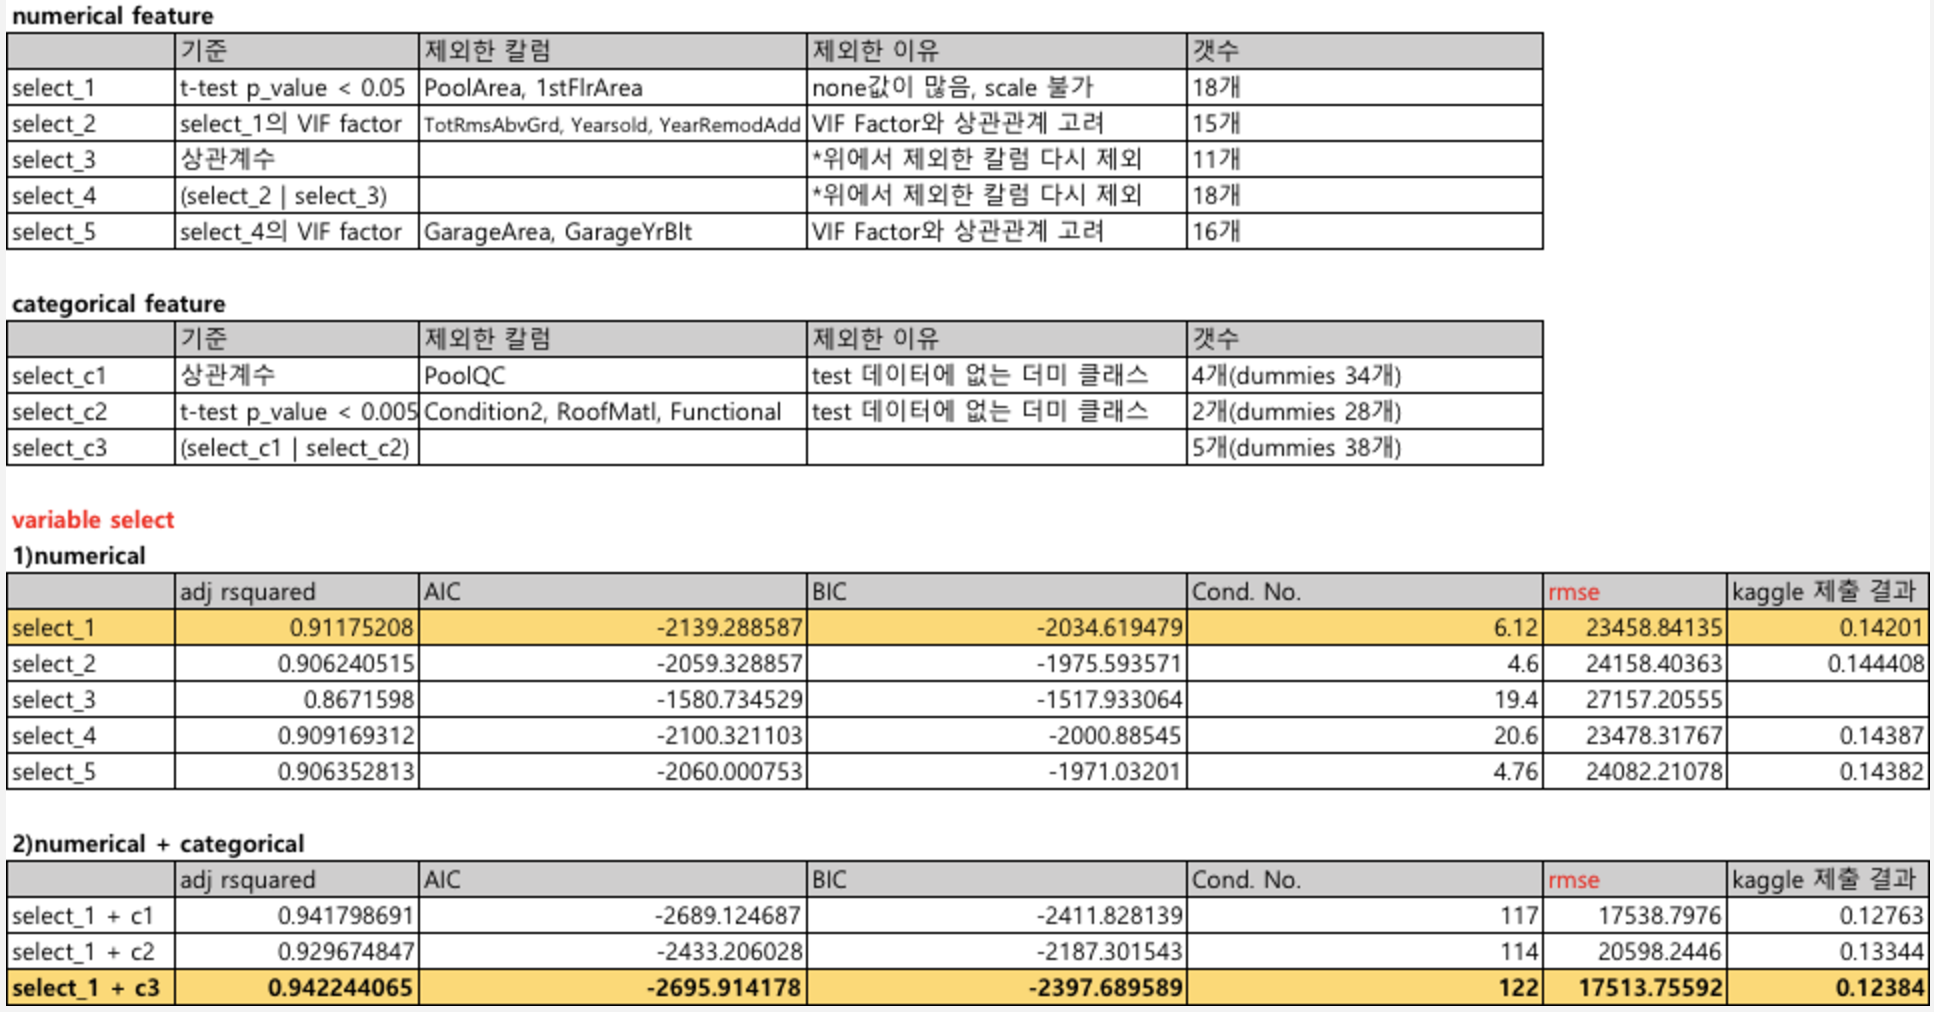 numerical feature
기준 제외한 칼럼 제외한 이유 갯수
select_1 t-test p_value < 0.05 PoolArea, 1stFlrArea none값이 많음, scale 불가 18개
select_2 select_1의 VIF factor TotRmsAbvGrd, Yearsold, YearRemodAdd VIF Factor와 상관관계 고려 15개
select_3 상관계수 *위에서 제외한 칼럼 다시 제외 11개
select_4 (select_2 | select_3) *위에서 제외한 칼럼 다시 제외 18개
select_5 select_4의 VIF factor GarageArea, GarageYrBlt VIF Factor와 상관관계 고려 16개
categorical feature
기준 제외한 칼럼 제외한 이유 갯수
select_c1 상관계수 PoolQC test 데이터에 없는 더미 클래스 4개(dummies 34개)
select_c2 t-test p_value < 0.005 Condition2, RoofMatl, Functional test 데이터에 없는 더미 클래스 2개(dummies 28개)
select_c3 (select_c1 | select_c2) 5개(dummies 38개)
variable select
1)numerical
adj rsquared AIC BIC Cond. No. rmse kaggle 제출 결과
select_1 0.91175208 -2139.288587 -2034.619479 6.12 23458.84135 0.14201
select_2 0.906240515 -2059.328857 -1975.593571 4.6 24158.40363 0.144408
select_3 0.8671598 -1580.734529 -1517.933064 19.4 27157.20555
select_4 0.909169312 -2100.321103 -2000.88545 20.6 23478.31767 0.14387
select_5 0.906352813 -2060.000753 -1971.03201 4.76 24082.21078 0.14382
2)numerical + categorical
adj rsquared AIC BIC Cond. No. rmse kaggle 제출 결과
select_1 + c1 0.941798691 -2689.124687 -2411.828139 117 17538.7976 0.12763
select_1 + c2 0.929674847 -2433.206028 -2187.301543 114 20598.2446 0.13344
select_1 + c3 0.942244065 -2695.914178 -2397.689589 122 17513.75592 0.12384